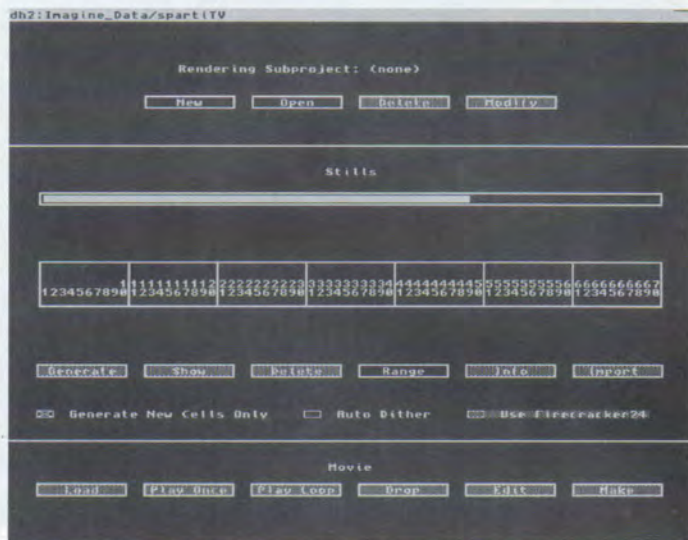 dh2:Imagine_Data/spartiTV
Rendering Subproject: (none)
New Open Delete Modify
Stills
1 1111111112 2222222223 3333333334 4444444445 5555555556 6666666667
1234567890 1234567890 1234567890 1234567890 1234567890 1234567890 1234567890
Generate Show Delete Range Info Import
Generate New Cells Only Auto Dither Use Firecracker24
Movie
Load Play Once Play Loop Drop Edit Make